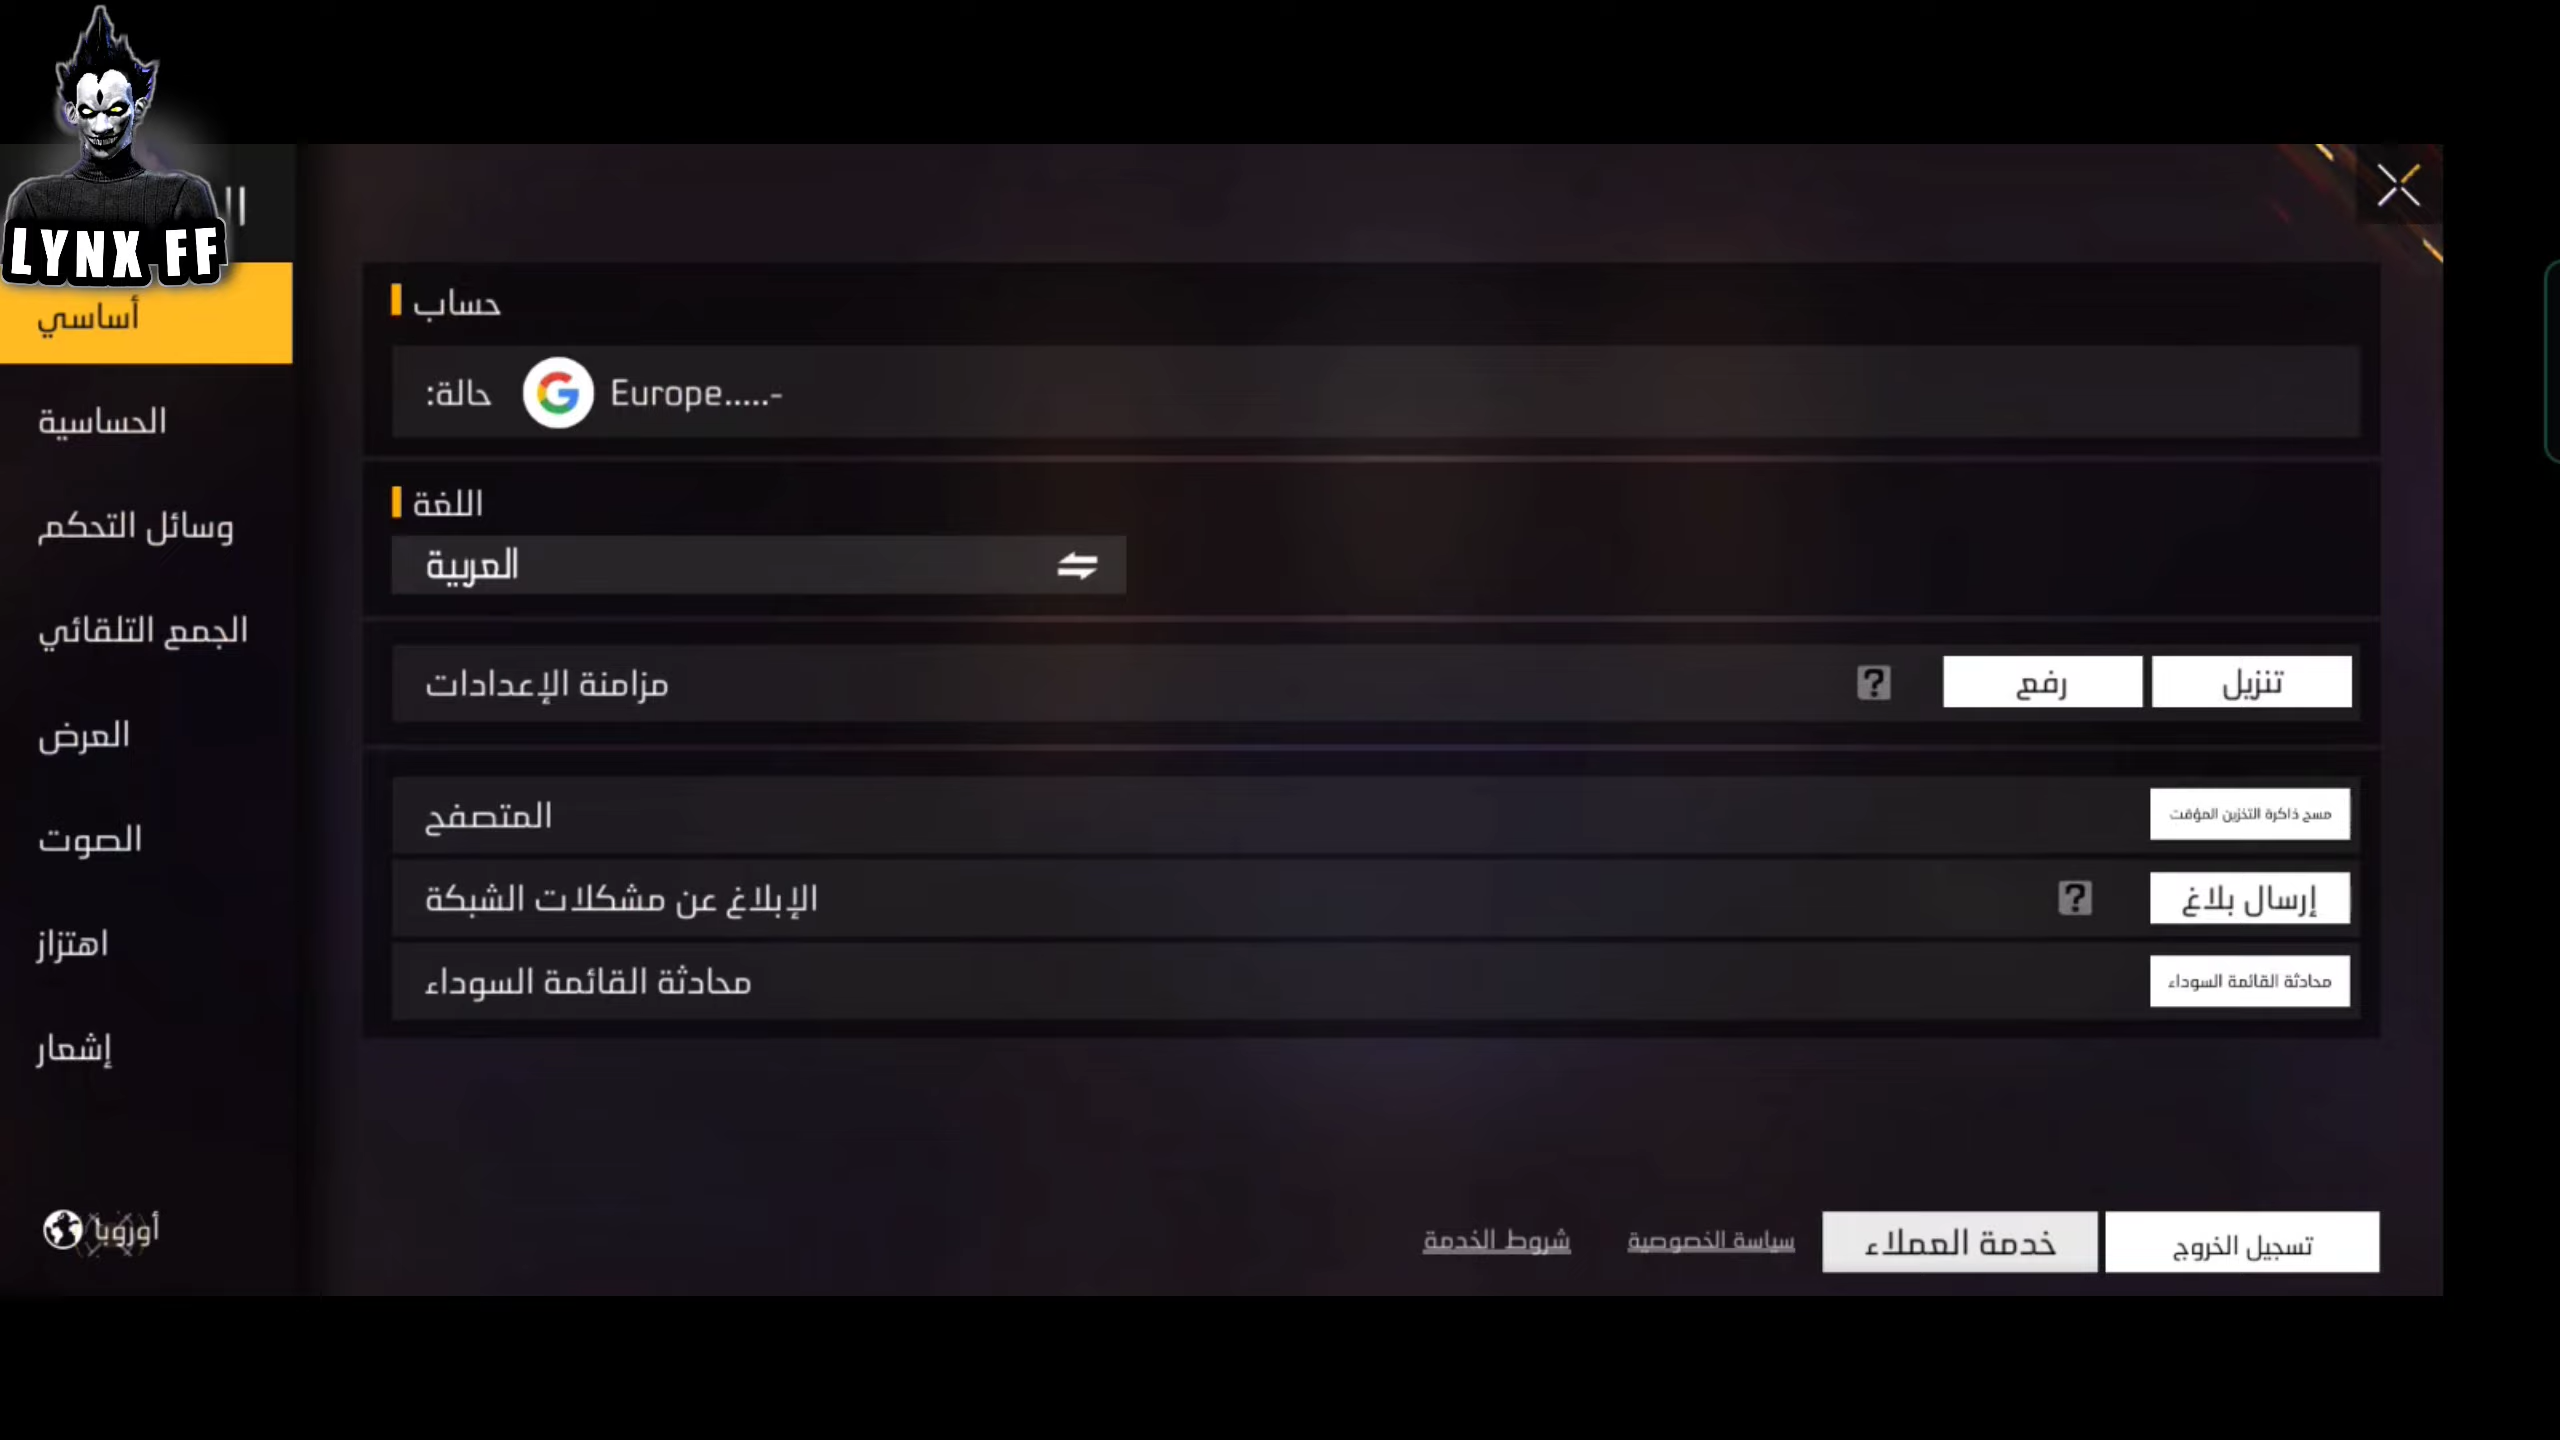 LYNX FF
أساسي
الحساسية
وسائل التحكم
الجمع التلقائي
العرض
الصوت
اهتزاز
إشعار
أوروبا
حساب
حالة: Europe.....-
اللغة
العربية
مزامنة الإعدادات ? رفع تنزيل
المتصفح مسح ذاكرة التخزين المؤقت
الإبلاغ عن مشكلات الشبكة ? إرسال بلاغ
محادثة القائمة السوداء محادثة القائمة السوداء
شروط الخدمة سياسة الخصوصية خدمة العملاء تسجيل الخروج